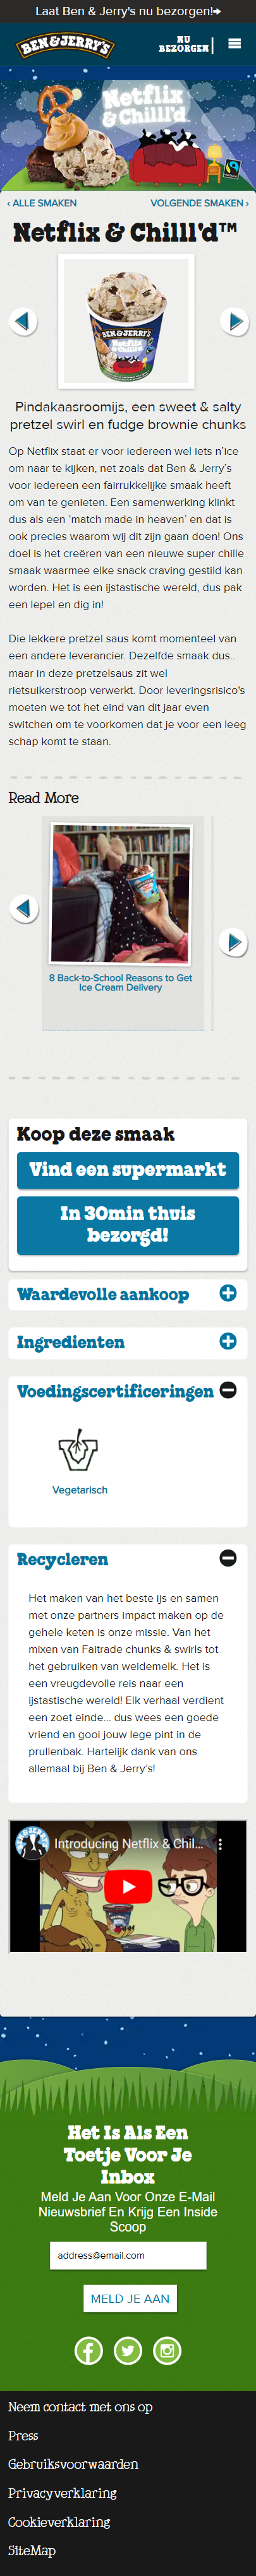 Laat Ben & Jerry's nu bezorgen!
BEN & JERRY'S
NU
BEZORGEN
Netflix
& Chill'd™
‹ ALLE SMAKEN
VOLGENDE SMAKEN ›
Netflix & Chilll'd™
BEN & JERRY'S
Netflix
& Chill'd
Pindakaasroomijs, een sweet & salty
pretzel swirl en fudge brownie chunks
Op Netflix staat er voor iedereen wel iets n'ice
om naar te kijken, net zoals dat Ben & Jerry's
voor iedereen een fairrukkelijke smaak heeft
om van te genieten. Een samenwerking klinkt
dus als een 'match made in heaven' en dat is
ook precies waarom wij dit zijn gaan doen! Ons
doel is het creëren van een nieuwe super chille
smaak waarmee elke snack craving gestild kan
worden. Het is een ijstastische wereld, dus pak
een lepel en dig in!
Die lekkere pretzel saus komt momenteel van
een andere leverancier. Dezelfde smaak dus..
maar in deze pretzelsaus zit wel
rietsuikerstroop verwerkt. Door leveringsrisico's
moeten we tot het eind van dit jaar even
switchen om te voorkomen dat je voor een leeg
schap komt te staan.
Read More
8 Back-to-School Reasons to Get
Ice Cream Delivery
Koop deze smaak
Vind een supermarkt
In 30min thuis
bezorgd!
Waardevolle aankoop
Ingredienten
Voedingscertificeringen
Vegetarisch
Recycleren
Het maken van het beste ijs en samen
met onze partners impact maken op de
gehele keten is onze missie. Van het
mixen van Faitrade chunks & swirls tot
het gebruiken van weidemelk. Het is
een vreugdevolle reis naar een
ijstastische wereld! Elk verhaal verdient
een zoet einde... dus wees een goede
vriend en gooi jouw lege pint in de
prullenbak. Hartelijk dank van ons
allemaal bij Ben & Jerry's!
Introducing Netflix & Chil...
Het Is Als Een
Toetje Voor Je
Inbox
Meld Je Aan Voor Onze E-Mail
Nieuwsbrief En Krijg Een Inside
Scoop
address@email.com
MELD JE AAN
Neem contact met ons op
Press
Gebruiksvoorwaarden
Privacyverklaring
Cookieverklaring
SiteMap